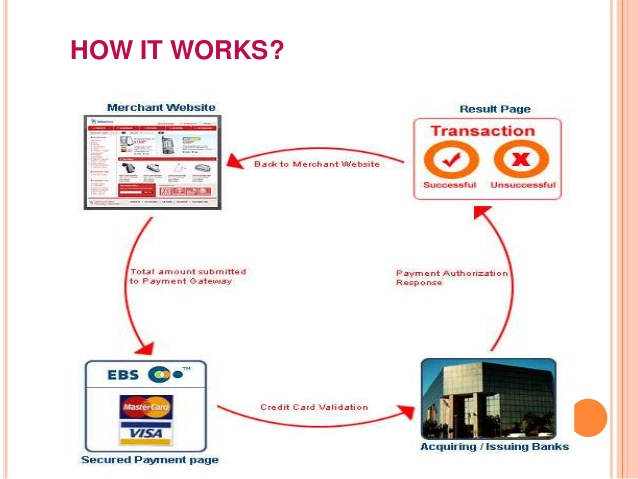 HOW IT WORKS?
Merchant Website
Result Page
Transaction
Successful
Unsuccessful
Back to Merchant Website
Total amount submitted
to Payment Gateway
Payment Authorization
Response
EBS ™
MasterCard
VISA
Credit Card Validation
Secured Payment page
Acquiring / Issuing Banks